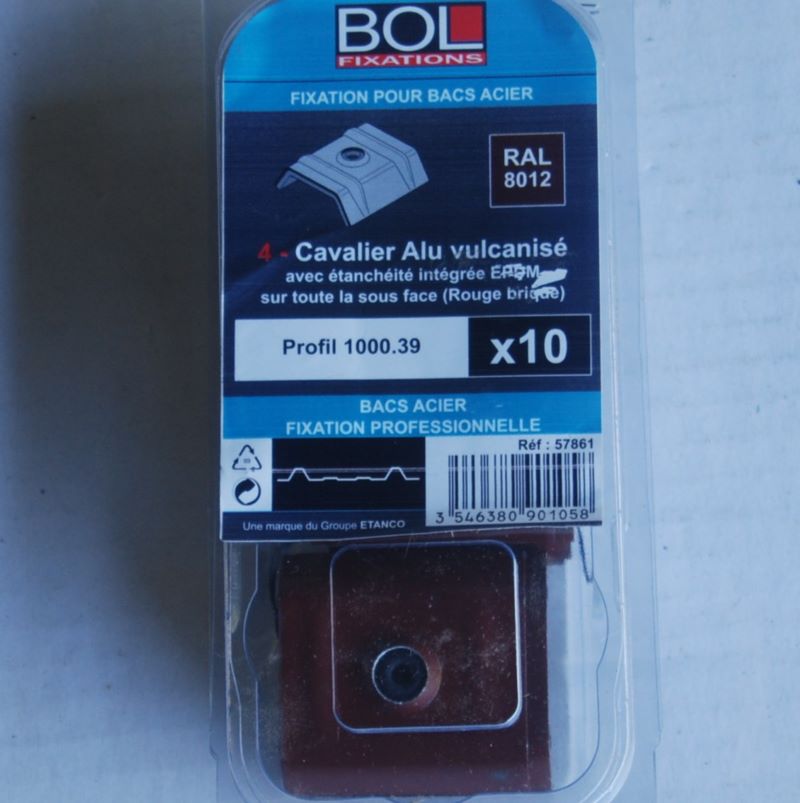 BOL
FIXATIONS
FIXATION POUR BACS ACIER
RAL
8012
4 - Cavalier Alu vulcanisé
avec étanchéité intégrée EPDM
sur toute la sous face (Rouge brique)
Profil 1000.39
x10
BACS ACIER
FIXATION PROFESSIONNELLE
Réf : 57861
3 546380 901058
Une marque du Groupe ETANCO